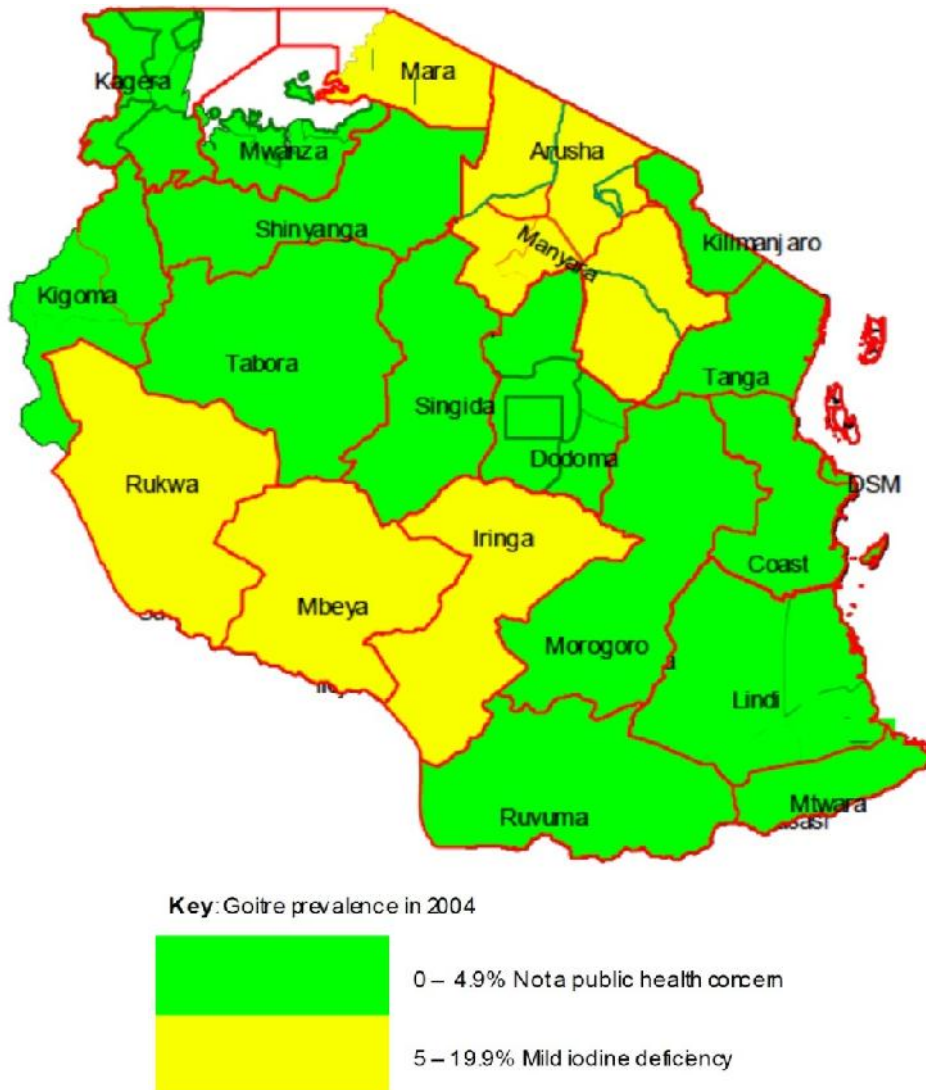 Mara
Kagera
Arusha
Mwanza
Shinyanga
Manyara
Killmanjaro
Kigoma
Tabora
Tanga
Singida
Dodoma
Rukwa
DSM
Iringa
Coast
Mbeya
Morogoro
Lindi
Mtwara
Ruvuma
Key: Goitre prevalence in 2004
0 – 4.9% Not a public health concern
5 – 19.9% Mild iodine deficiency